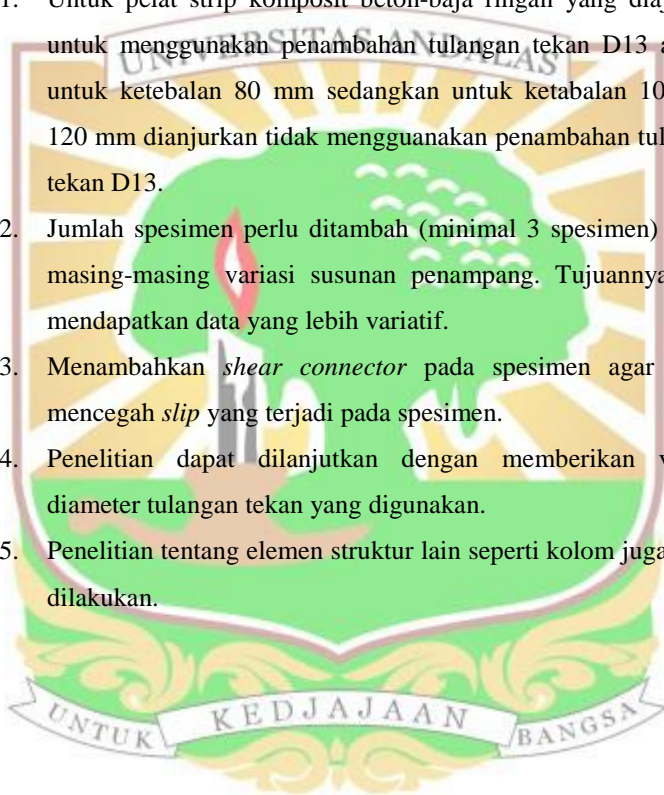 1. Untuk pelat strip komposit beton-baja ringan yang
untuk menggunakan penambahan tulangan tekan D13
untuk ketebalan 80 mm sedangkan untuk ketabalan
120 mm dianjurkan tidak mengguanakan penambahan
tekan D13.
2. Jumlah spesimen perlu ditambah (minimal 3 spesimen)
masing-masing variasi susunan penampang. Tujuannya
mendapatkan data yang lebih variatif.
3. Menambahkan shear connector pada spesimen agar
mencegah slip yang terjadi pada spesimen.
4. Penelitian dapat dilanjutkan dengan memberikan
diameter tulangan tekan yang digunakan.
5. Penelitian tentang elemen struktur lain seperti kolom juga
dilakukan.
UNIVERSITAS ANDALAS
UNTUK KEDJAJAAN BANGSA